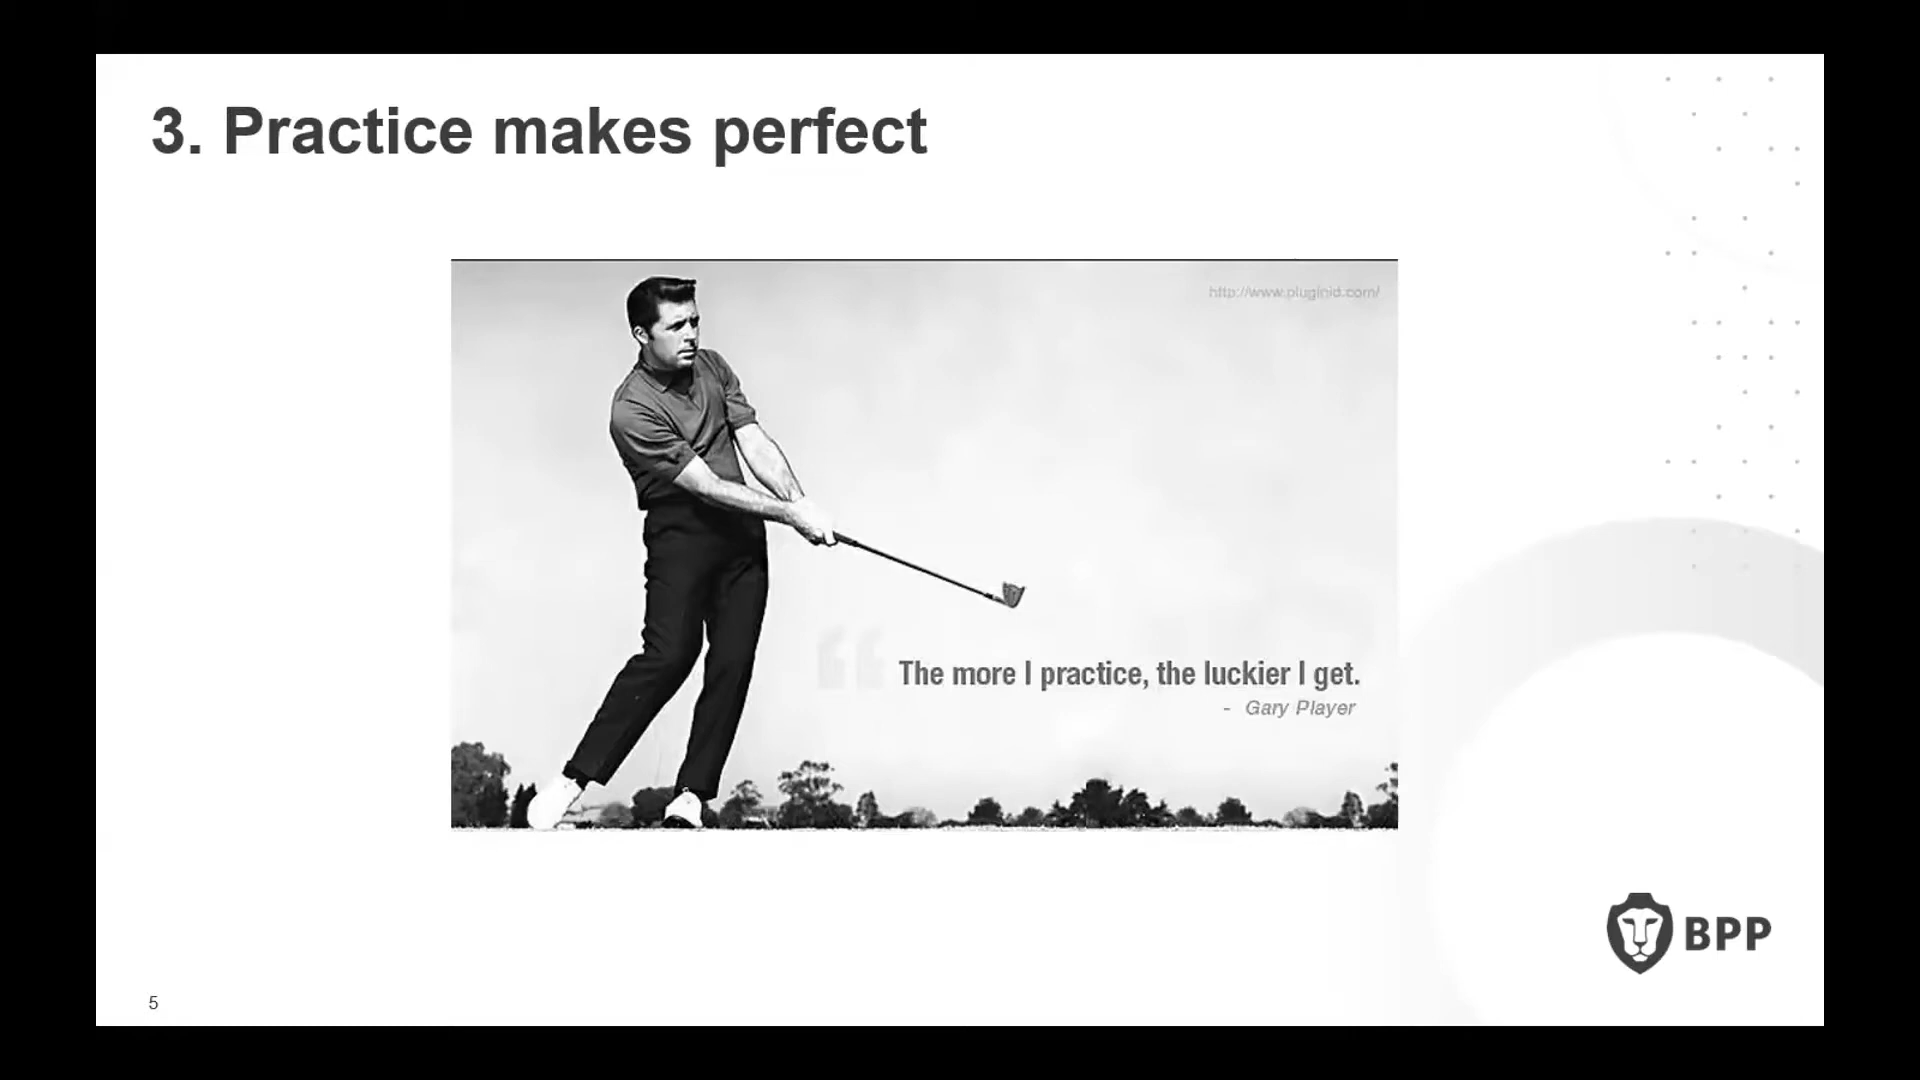 3. Practice makes perfect
http://www.pluginid.com/
“ The more I practice, the luckier I get.
- Gary Player
BPP
5